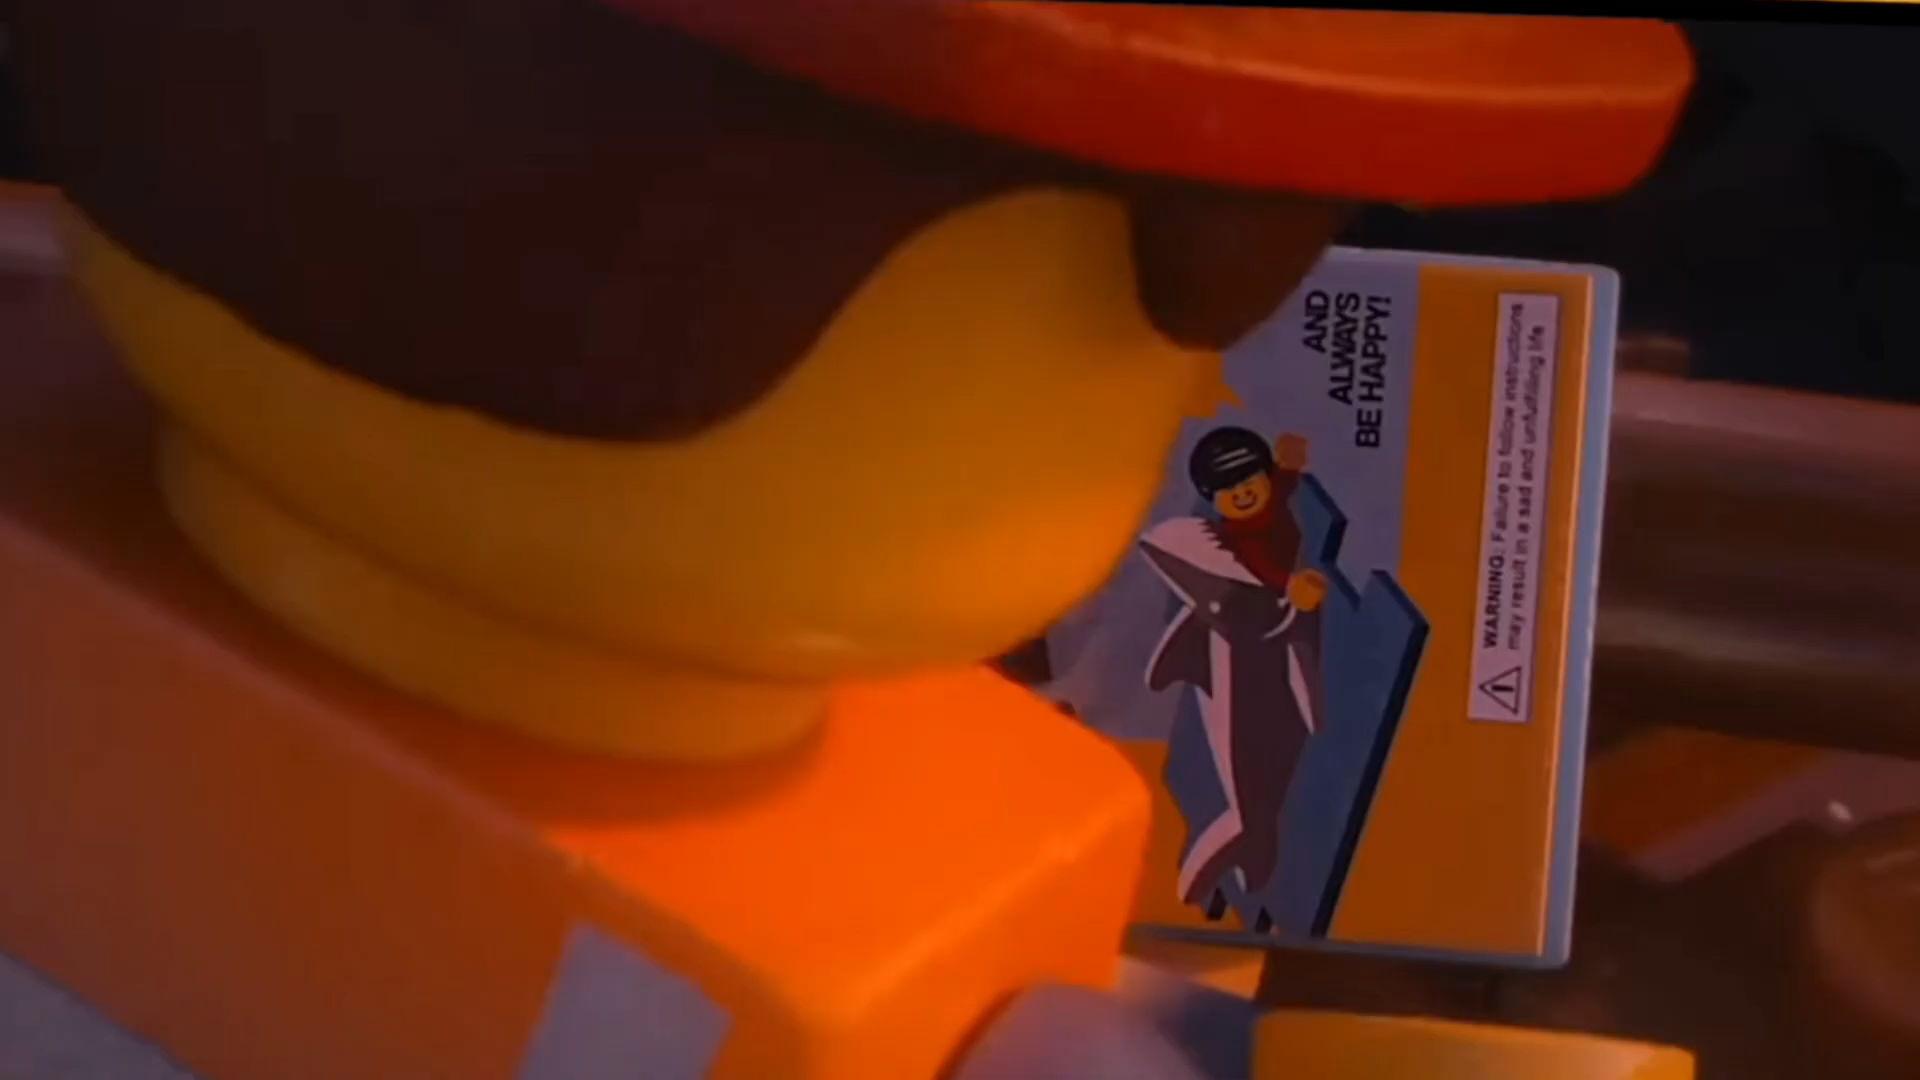 AND
ALWAYS
BE HAPPY!
WARNING: Failure to follow instructions
may result in a sad and unfulfilling life